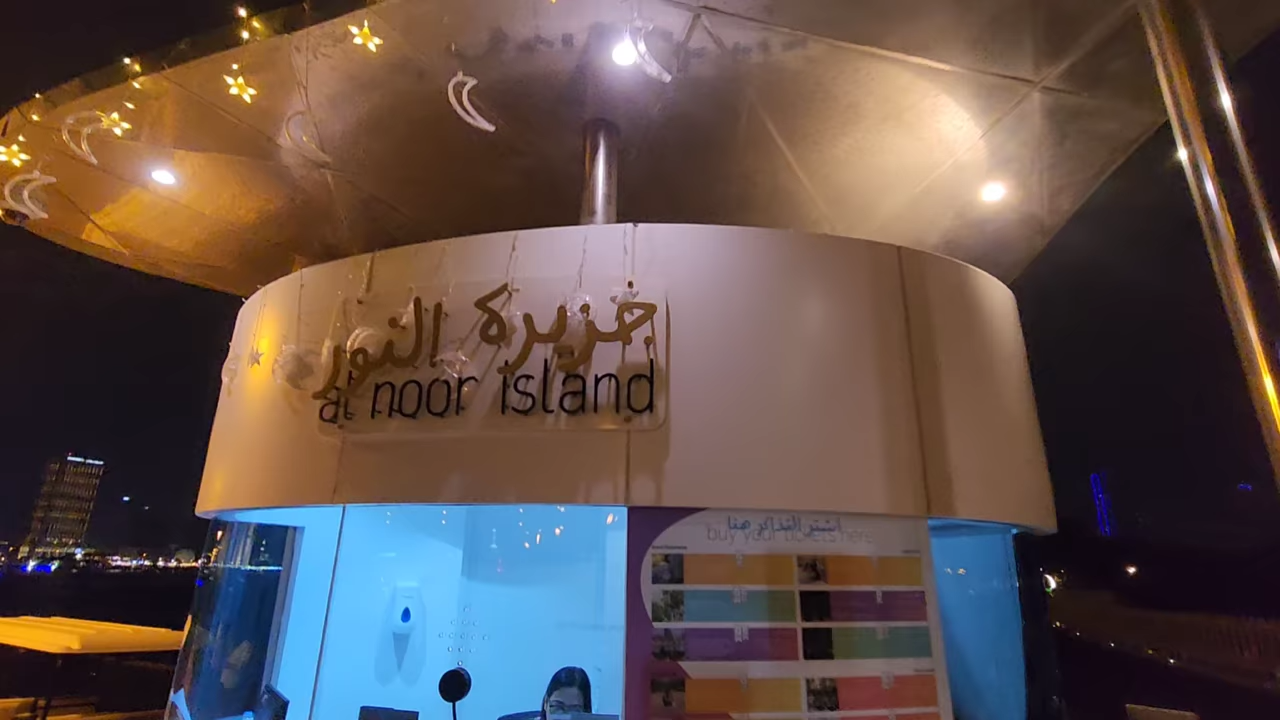 جزيرة النور
al noor island
اشتر التذاكر هنا
buy your tickets here